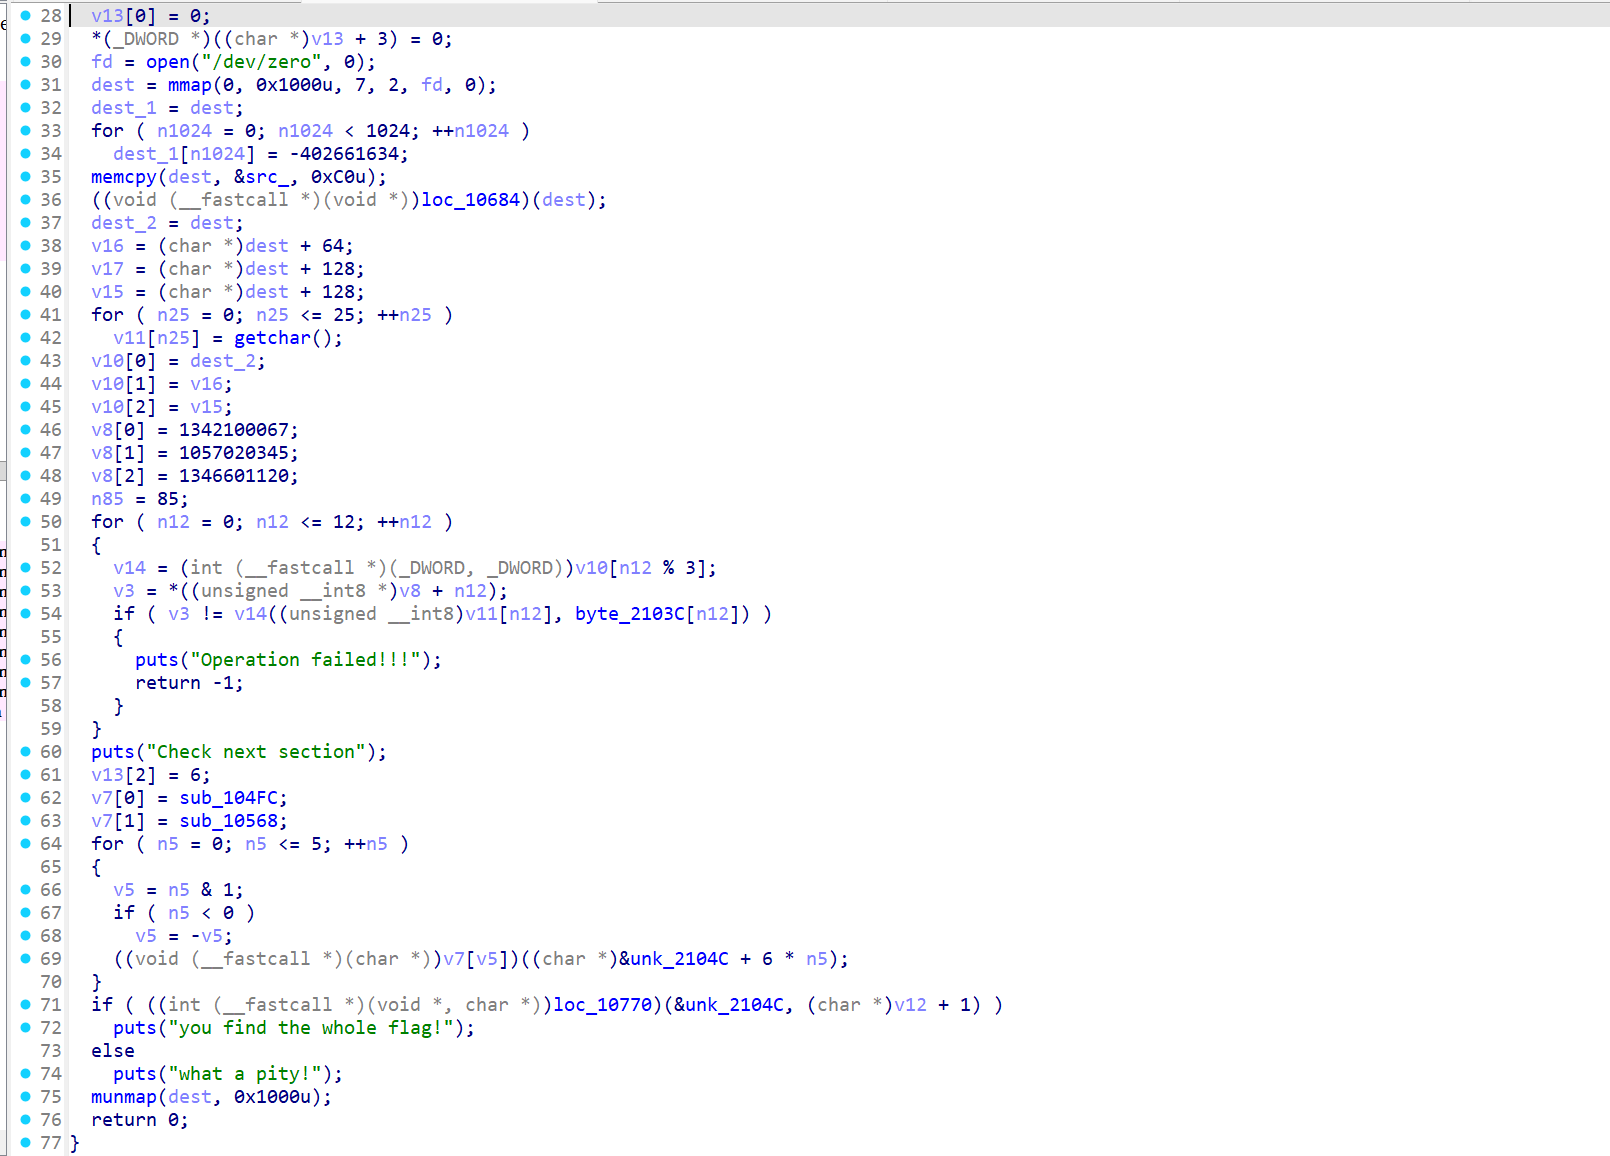 28 v13[0] = 0;
29 *(_DWORD *)((char *)v13 + 3) = 0;
30 fd = open("/dev/zero", 0);
31 dest = mmap(0, 0x1000u, 7, 2, fd, 0);
32 dest_1 = dest;
33 for ( n1024 = 0; n1024 < 1024; ++n1024 )
34 dest_1[n1024] = -402661634;
35 memcpy(dest, &src_, 0xC0u);
36 ((void (__fastcall *)(void *))loc_10684)(dest);
37 dest_2 = dest;
38 v16 = (char *)dest + 64;
39 v17 = (char *)dest + 128;
40 v15 = (char *)dest + 128;
41 for ( n25 = 0; n25 <= 25; ++n25 )
42 v11[n25] = getchar();
43 v10[0] = dest_2;
44 v10[1] = v16;
45 v10[2] = v15;
46 v8[0] = 1342100067;
47 v8[1] = 1057020345;
48 v8[2] = 1346601120;
49 n85 = 85;
50 for ( n12 = 0; n12 <= 12; ++n12 )
51 {
52 v14 = (int (__fastcall *)(_DWORD, _DWORD))v10[n12 % 3];
53 v3 = *((unsigned __int8 *)v8 + n12);
54 if ( v3 != v14((unsigned __int8)v11[n12], byte_2103C[n12]) )
55 {
56 puts("Operation failed!!!");
57 return -1;
58 }
59 }
60 puts("Check next section");
61 v13[2] = 6;
62 v7[0] = sub_104FC;
63 v7[1] = sub_10568;
64 for ( n5 = 0; n5 <= 5; ++n5 )
65 {
66 v5 = n5 & 1;
67 if ( n5 < 0 )
68 v5 = -v5;
69 ((void (__fastcall *)(char *))v7[v5])((char *)&unk_2104C + 6 * n5);
70 }
71 if ( ((int (__fastcall *)(void *, char *))loc_10770)(&unk_2104C, (char *)v12 + 1) )
72 puts("you find the whole flag!");
73 else
74 puts("what a pity!");
75 munmap(dest, 0x1000u);
76 return 0;
77 }